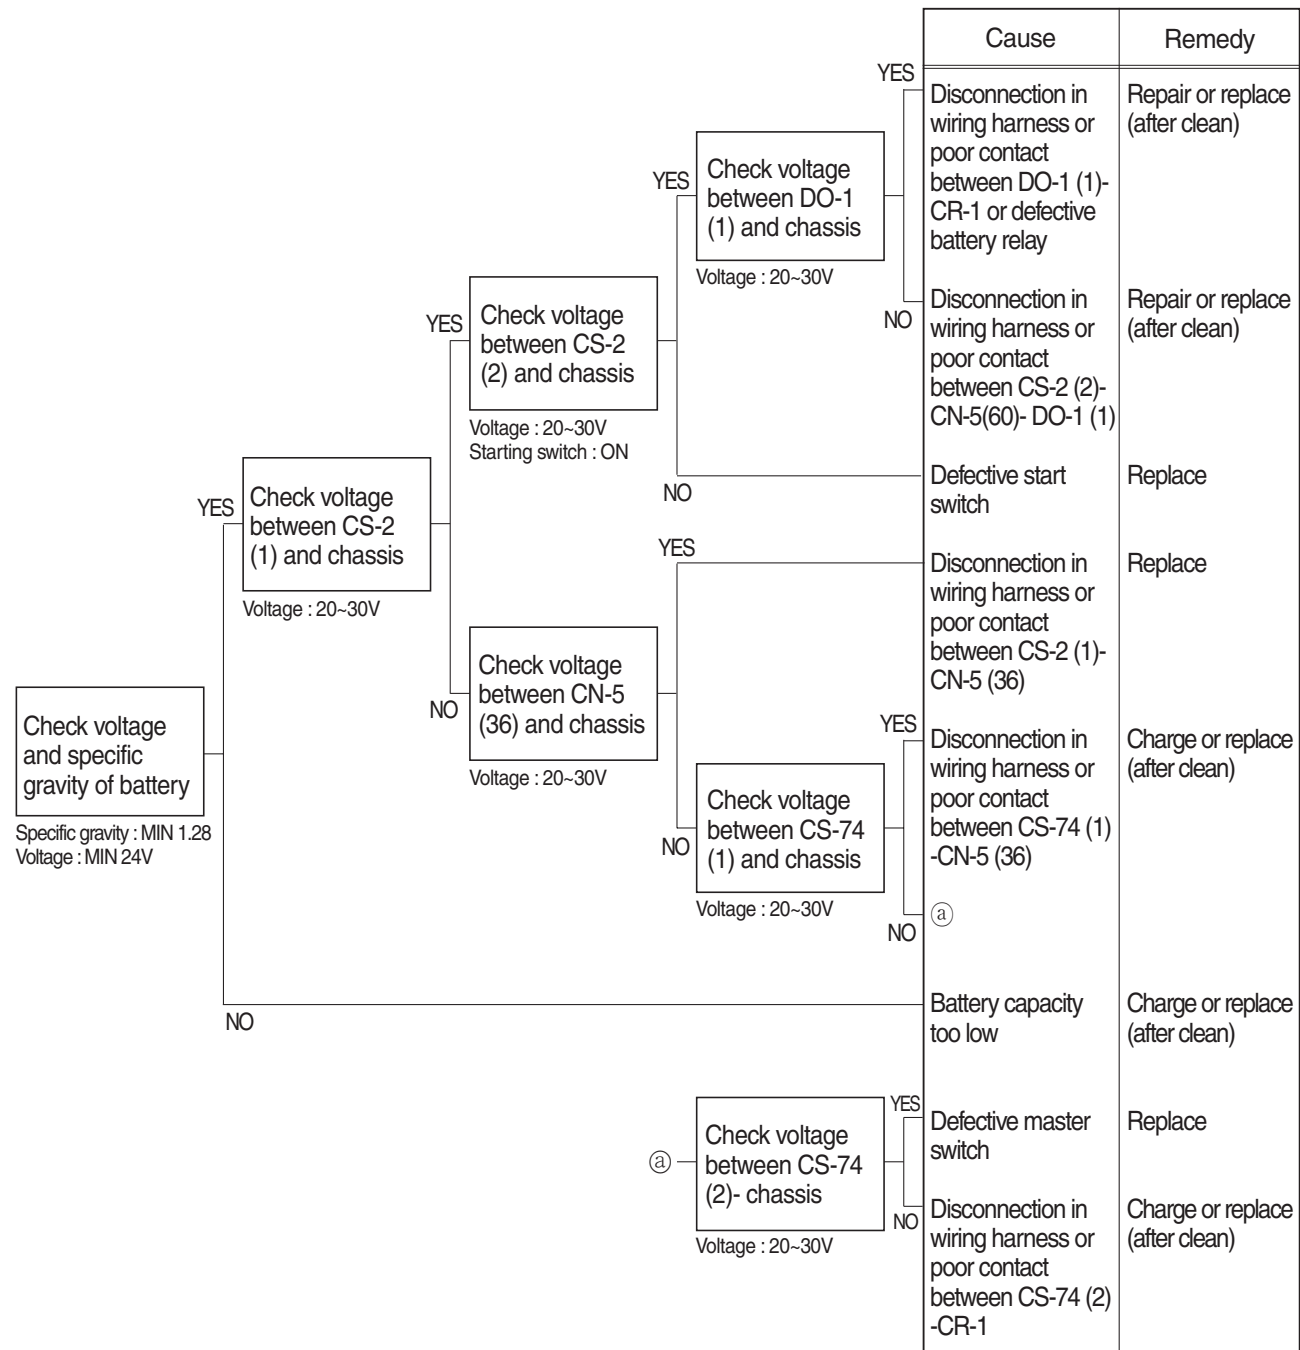 Cause
Remedy
YES
Disconnection in
wiring harness or
poor contact
between DO-1 (1)-
CR-1 or defective
battery relay
Repair or replace
(after clean)
YES
Check voltage
between DO-1
(1) and chassis
Voltage : 20~30V
NO
Disconnection in
wiring harness or
poor contact
between CS-2 (2)-
CN-5(60)- DO-1 (1)
Repair or replace
(after clean)
YES
Check voltage
between CS-2
(2) and chassis
Voltage : 20~30V
Starting switch : ON
NO
Defective start
switch
Replace
YES
Check voltage
between CS-2
(1) and chassis
Voltage : 20~30V
YES
Disconnection in
wiring harness or
poor contact
between CS-2 (1)-
CN-5 (36)
Replace
NO
Check voltage
between CN-5
(36) and chassis
Voltage : 20~30V
Check voltage
and specific
gravity of battery
Specific gravity : MIN 1.28
Voltage : MIN 24V
YES
Disconnection in
wiring harness or
poor contact
between CS-74 (1)
-CN-5 (36)
Charge or replace
(after clean)
NO
Check voltage
between CS-74
(1) and chassis
Voltage : 20~30V
NO
ⓐ
NO
Battery capacity
too low
Charge or replace
(after clean)
ⓐ
Check voltage
between CS-74
(2)- chassis
Voltage : 20~30V
YES
Defective master
switch
Replace
NO
Disconnection in
wiring harness or
poor contact
between CS-74 (2)
-CR-1
Charge or replace
(after clean)